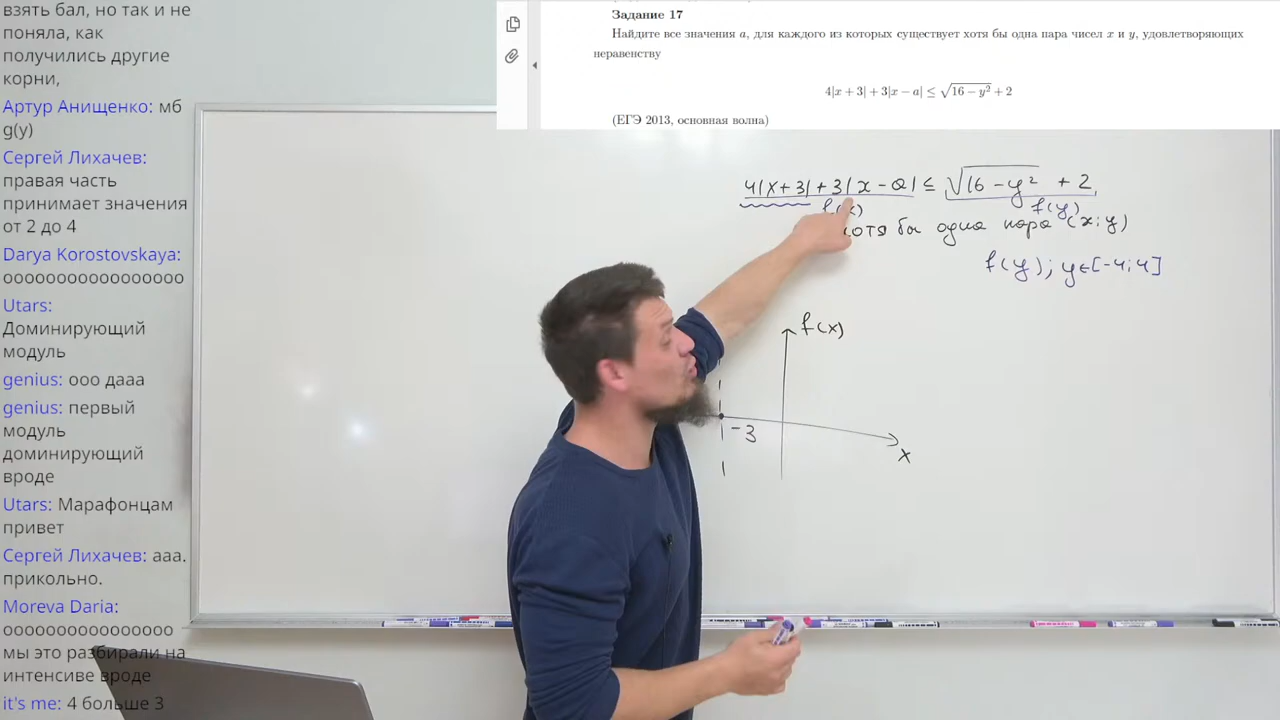 взять бал, но так и не
поняла, как
получились другие
корни,
Артур Анищенко: мб
g(y)
Сергей Лихачев:
правая часть
принимает значения
от 2 до 4
Darya Korostovskaya:
ооооооооооооооооо
Utars:
Доминирующий
модуль
genius: ооо дааа
genius: первый
модуль
доминирующий
вроде
Utars: Марафонцам
привет
Сергей Лихачев: ааа.
прикольно.
Moreva Daria:
ооооооооооооооооо
мы это разбирали на
интенсиве вроде
it's me: 4 больше 3
Задание 17
Найдите все значения a, для каждого из которых существует хотя бы одна пара чисел x и y, удовлетворяющих
неравенству
4|x + 3| + 3|x − a| ≤ √16 − y² + 2
(ЕГЭ 2013, основная волна)
4|x+3|+3|x-a| ≤ √16-y² + 2
f(x) f(y)
хотя бы одна пара (x;y)
f(y); y∈[-4;4]
f(x)
-3
x